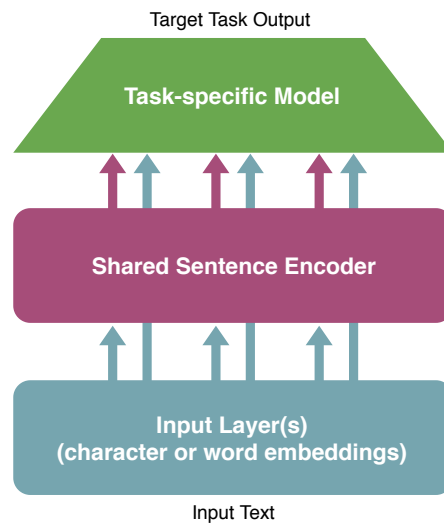 Target Task Output
Task-specific Model
Shared Sentence Encoder
Input Layer(s)
(character or word embeddings)
Input Text